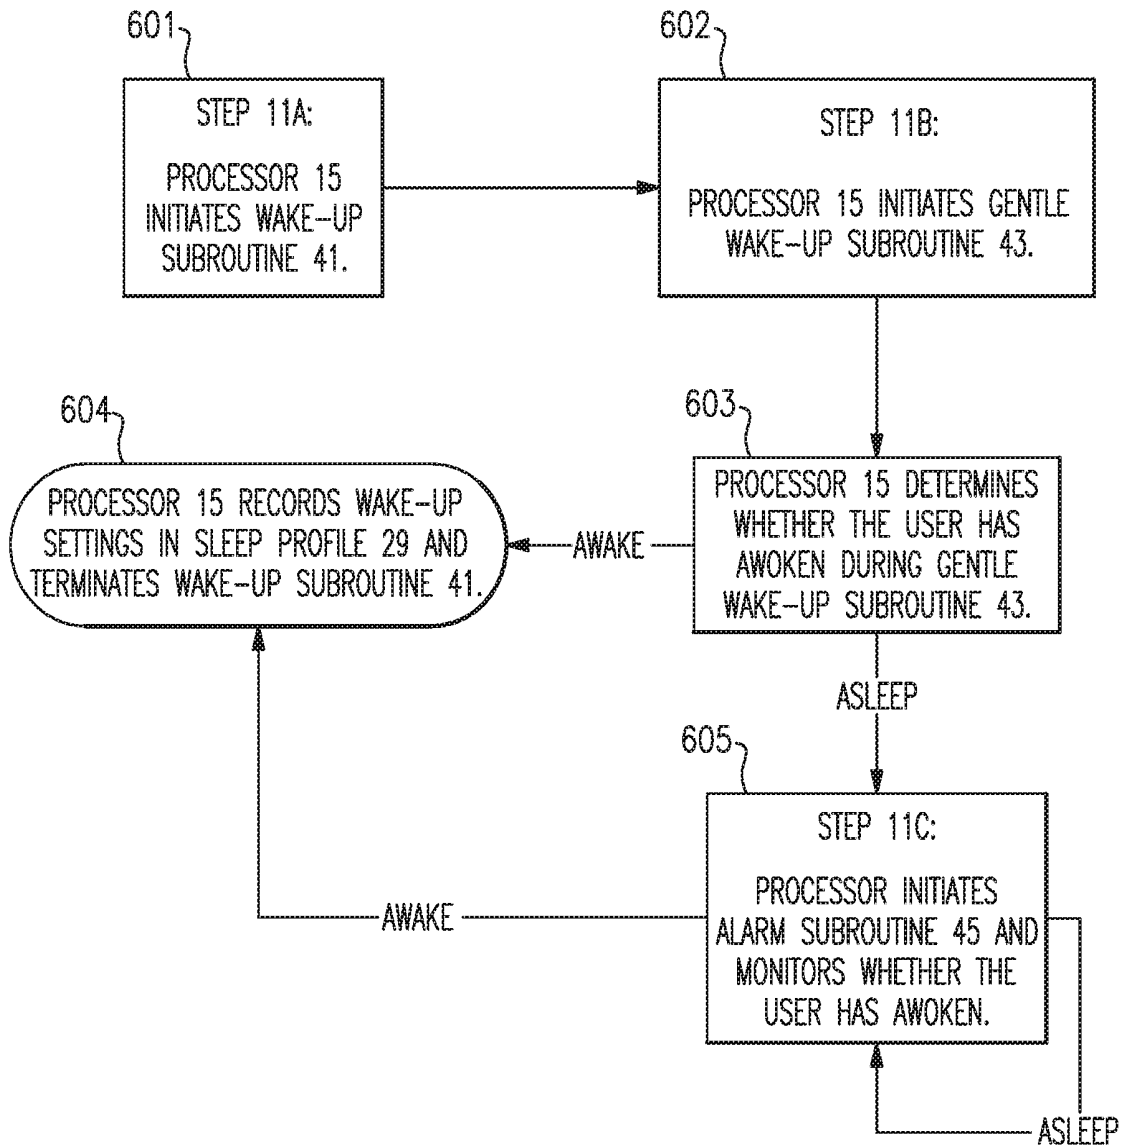 601
STEP 11A:
PROCESSOR 15
INITIATES WAKE-UP
SUBROUTINE 41.
602
STEP 11B:
PROCESSOR 15 INITIATES GENTLE
WAKE-UP SUBROUTINE 43.
603
PROCESSOR 15 DETERMINES
WHETHER THE USER HAS
AWOKEN DURING GENTLE
WAKE-UP SUBROUTINE 43.
AWAKE
604
PROCESSOR 15 RECORDS WAKE-UP
SETTINGS IN SLEEP PROFILE 29 AND
TERMINATES WAKE-UP SUBROUTINE 41.
ASLEEP
605
STEP 11C:
PROCESSOR INITIATES
ALARM SUBROUTINE 45 AND
MONITORS WHETHER THE
USER HAS AWOKEN.
AWAKE
ASLEEP